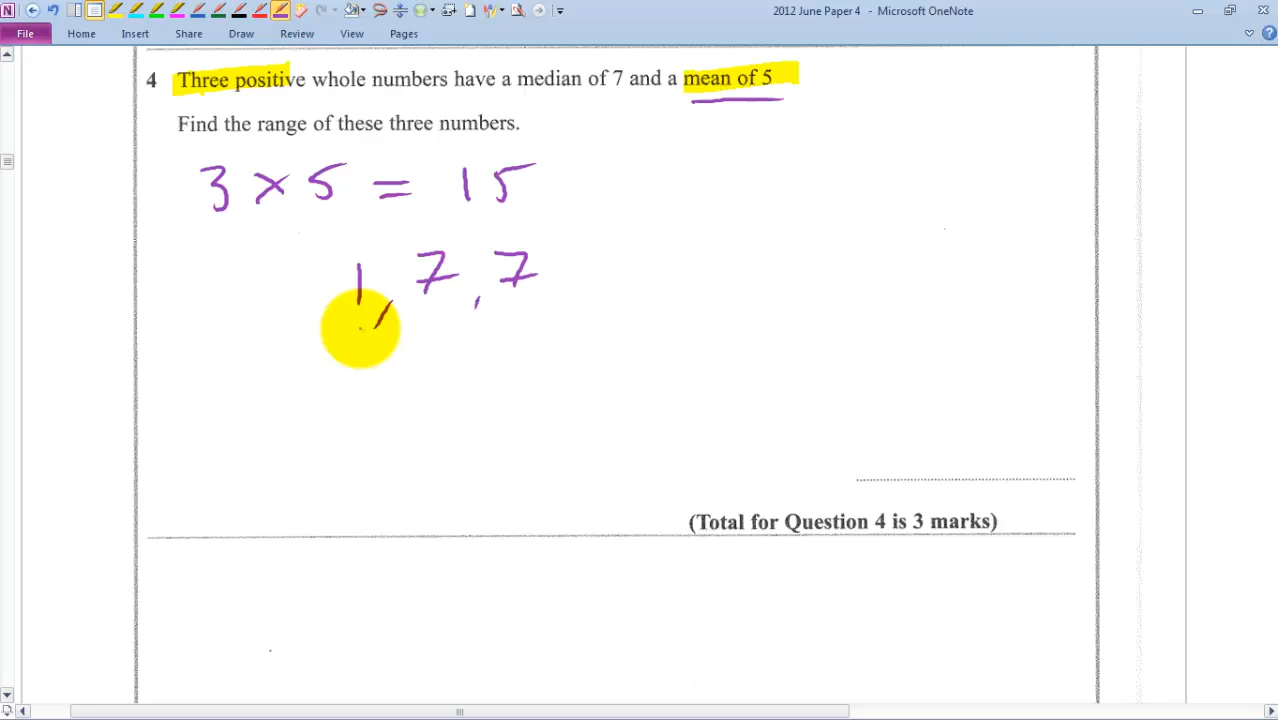 2012 June Paper 4 - Microsoft OneNote
File Home Insert Share Draw Review View Pages
4 Three positive whole numbers have a median of 7 and a mean of 5
Find the range of these three numbers.
3 × 5 = 15
1, 7, 7
(Total for Question 4 is 3 marks)